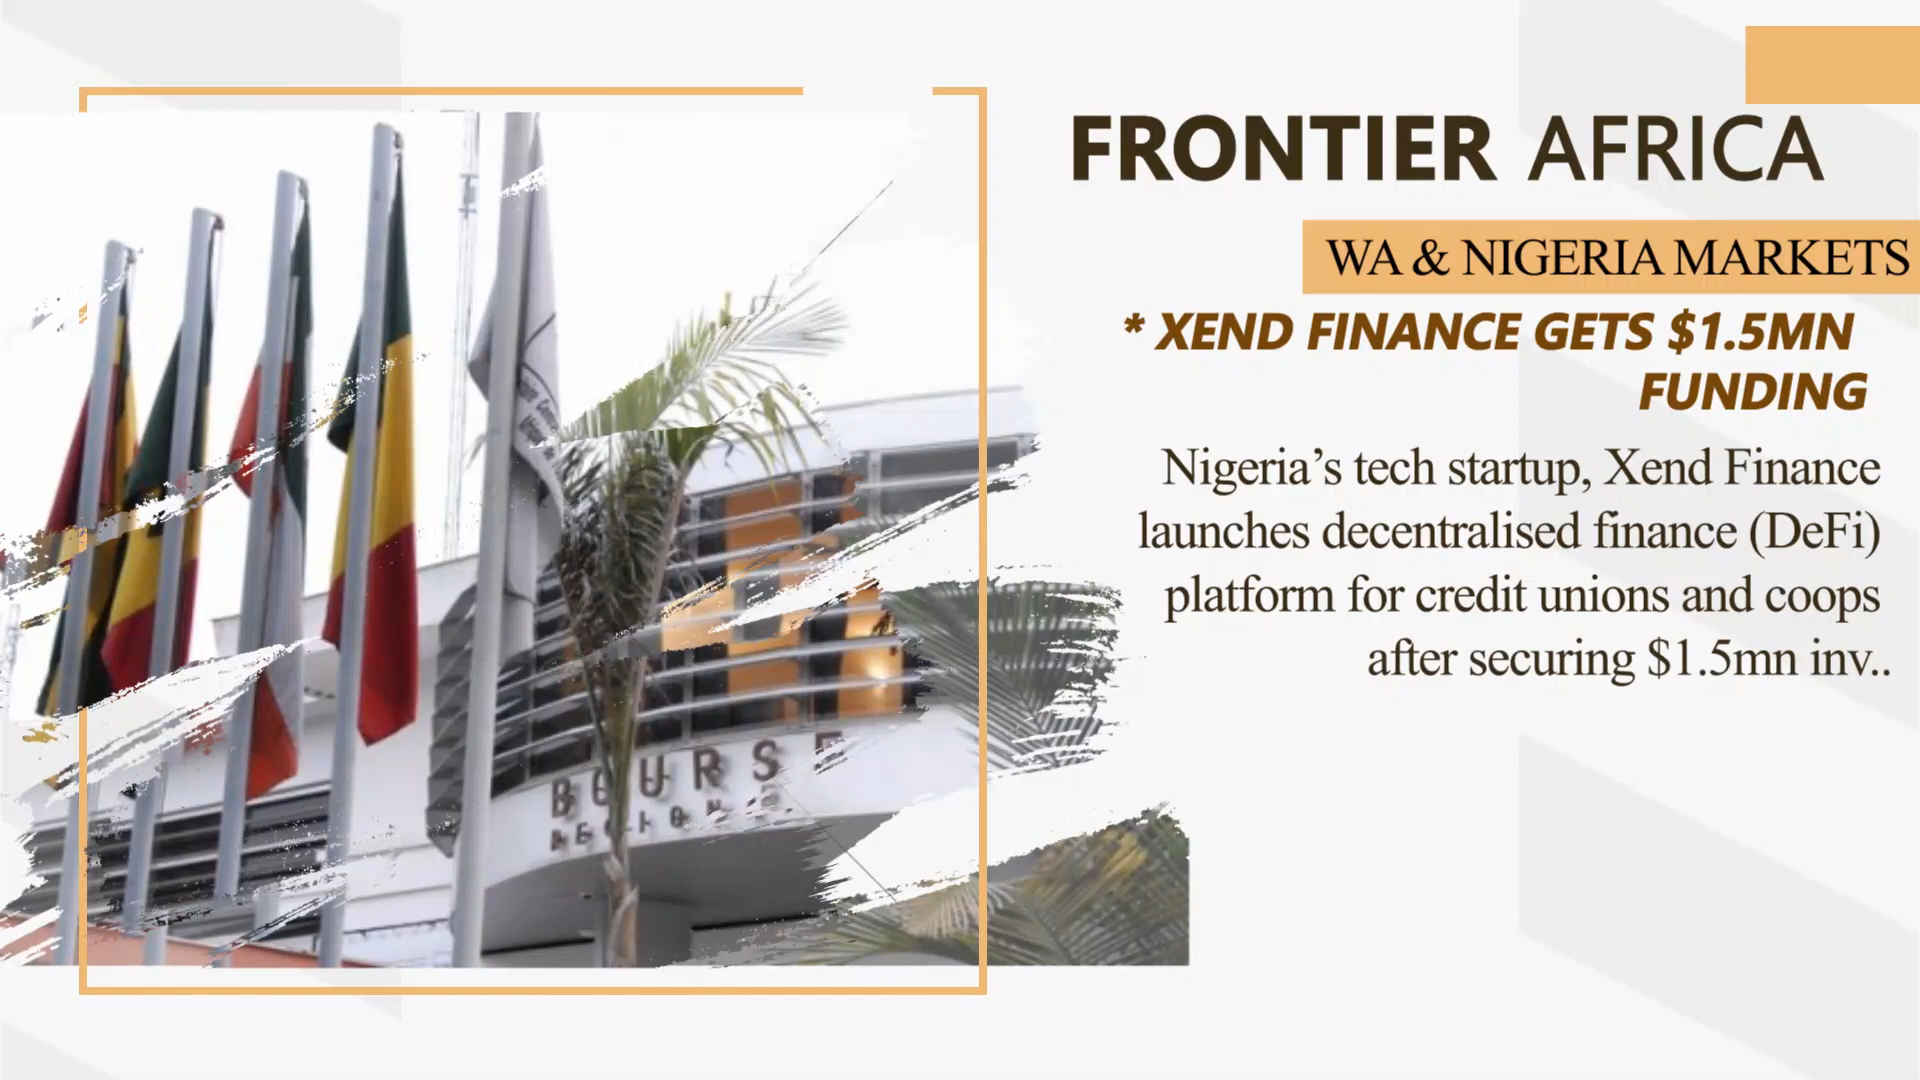 FRONTIER AFRICA
WA & NIGERIA MARKETS
* XEND FINANCE GETS $1.5MN
FUNDING
Nigeria’s tech startup, Xend Finance
launches decentralised finance (DeFi)
platform for credit unions and coops
after securing $1.5mn inv..
BOURSE